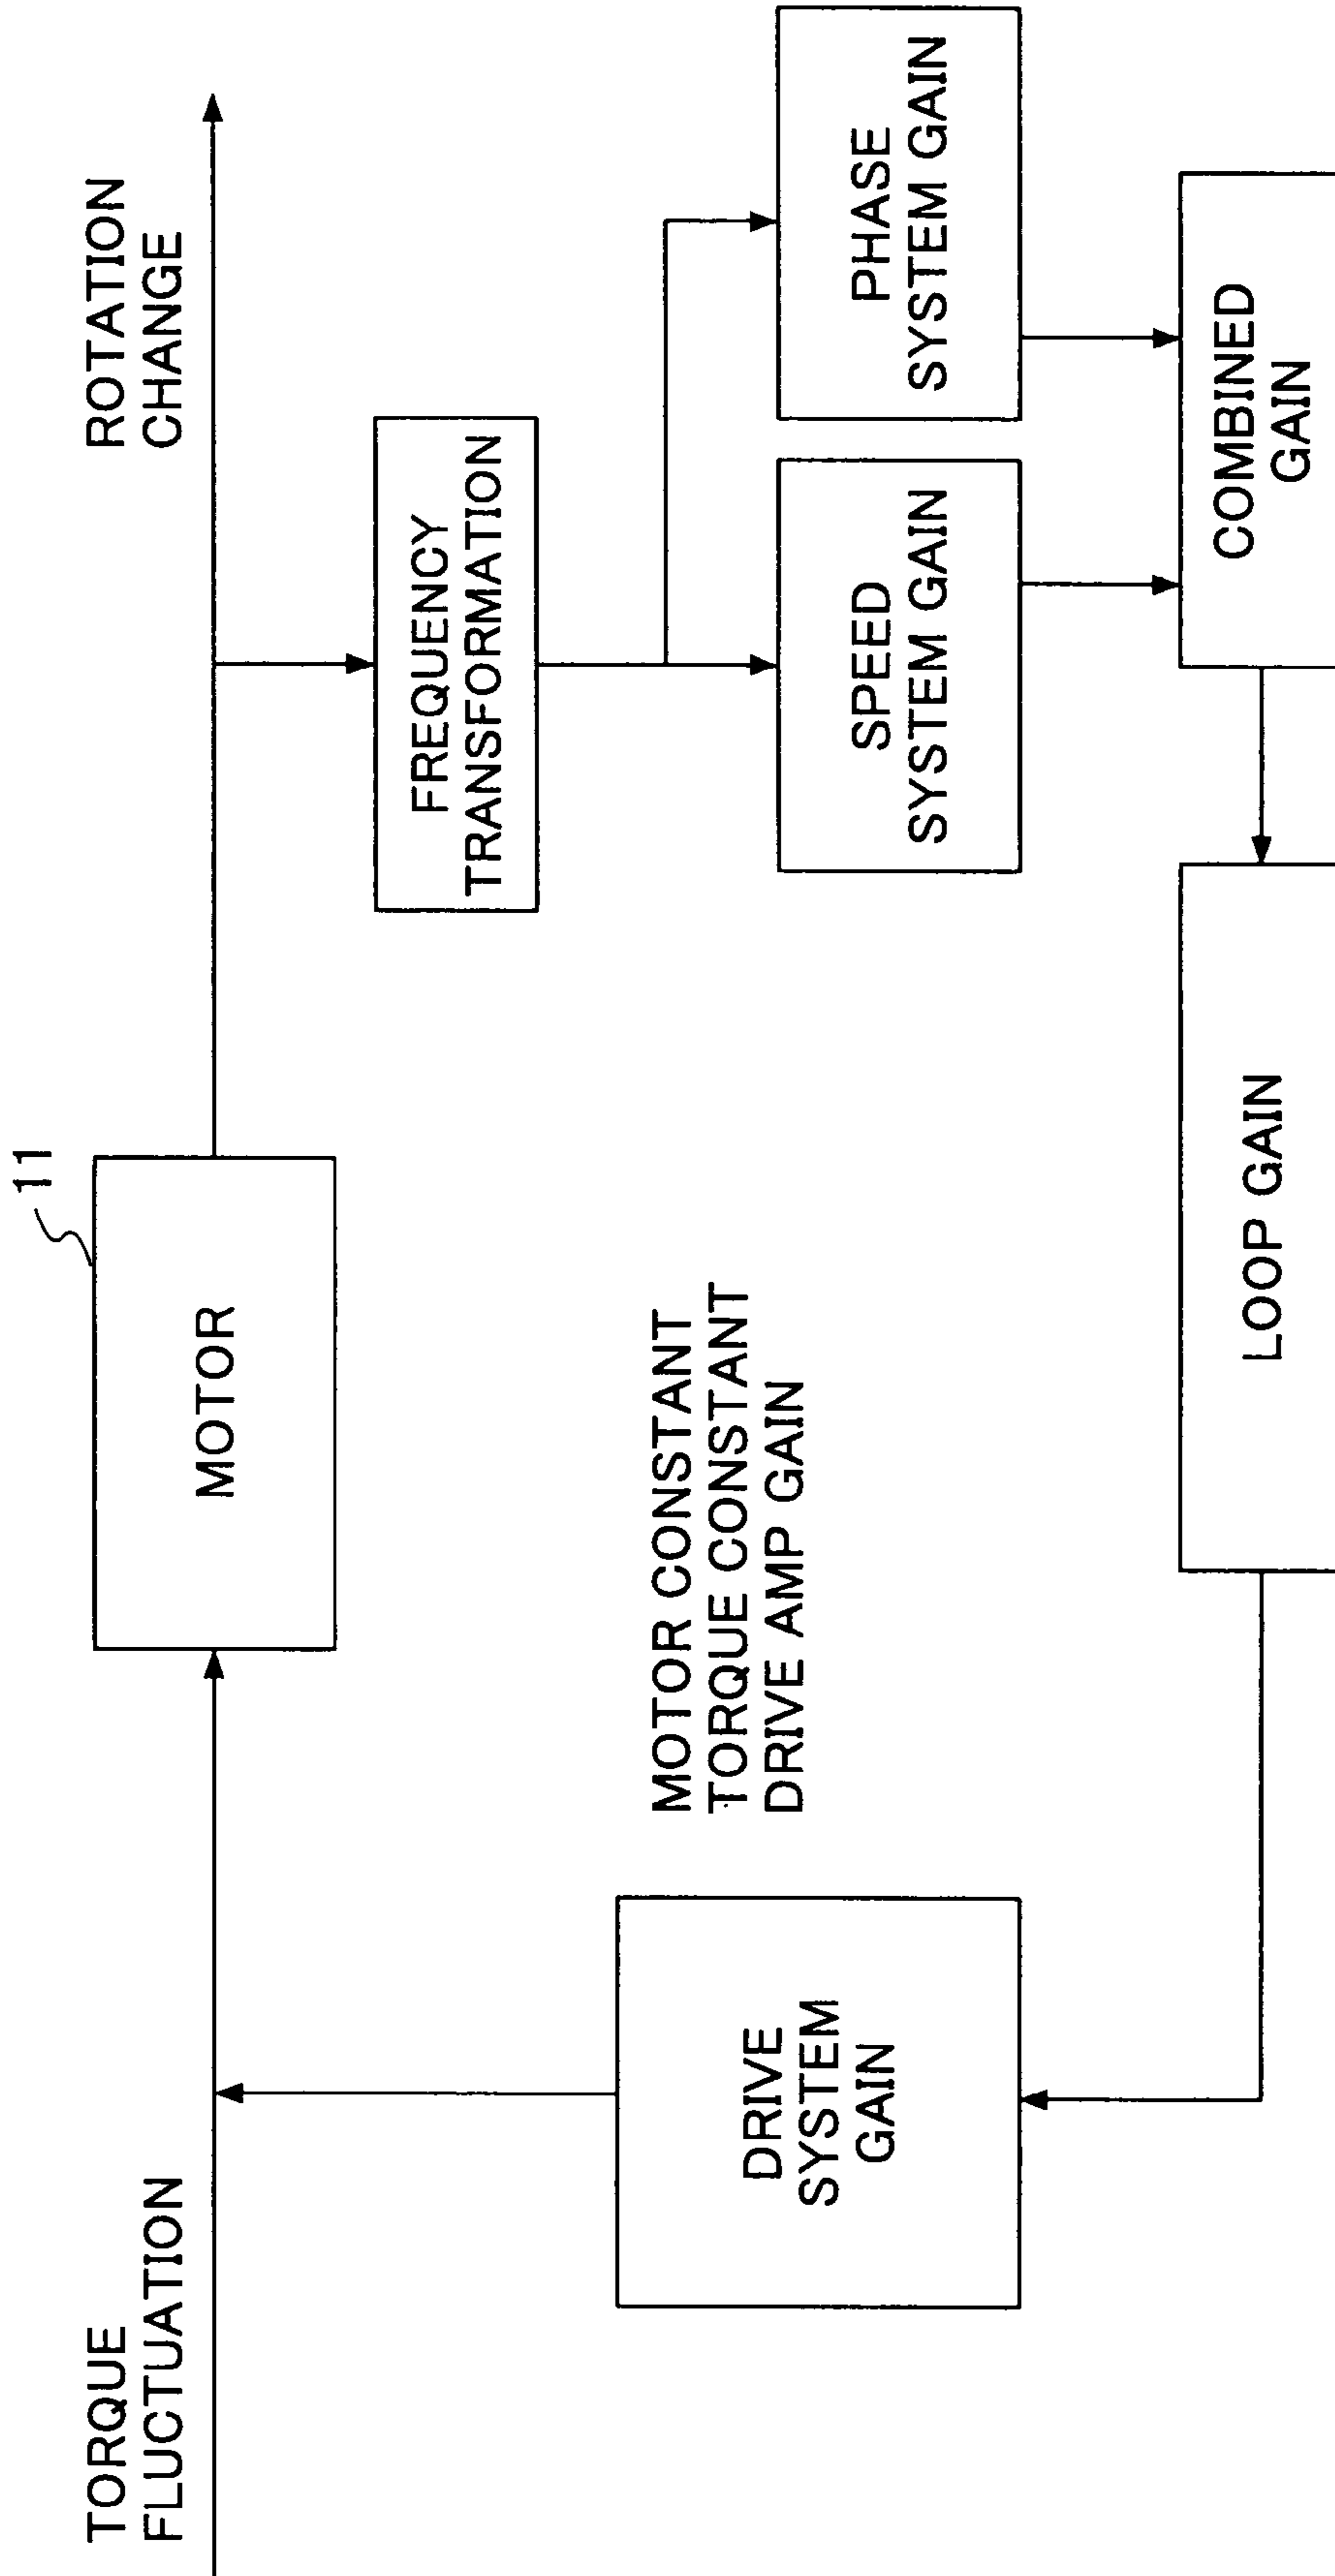 TORQUE
FLUCTUATION
11
MOTOR
ROTATION
CHANGE
FREQUENCY
TRANSFORMATION
SPEED
SYSTEM GAIN
PHASE
SYSTEM GAIN
COMBINED
GAIN
LOOP GAIN
DRIVE
SYSTEM
GAIN
MOTOR CONSTANT
TORQUE CONSTANT
DRIVE AMP GAIN